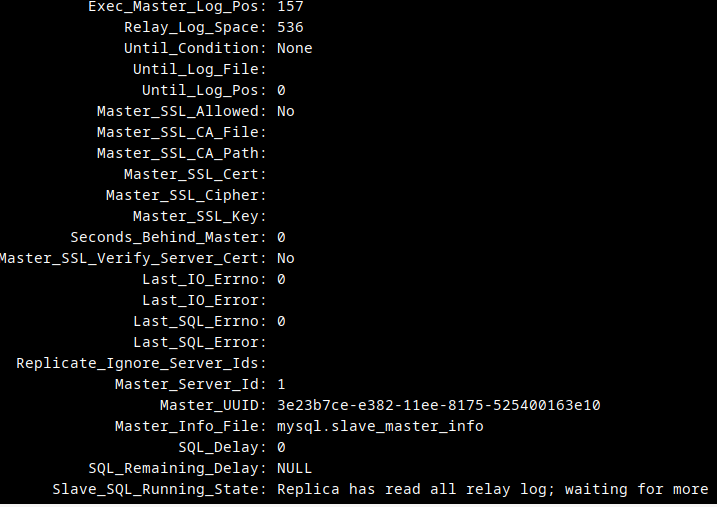 Exec_Master_Log_Pos: 157
Relay_Log_Space: 536
Until_Condition: None
Until_Log_File:
Until_Log_Pos: 0
Master_SSL_Allowed: No
Master_SSL_CA_File:
Master_SSL_CA_Path:
Master_SSL_Cert:
Master_SSL_Cipher:
Master_SSL_Key:
Seconds_Behind_Master: 0
Master_SSL_Verify_Server_Cert: No
Last_IO_Errno: 0
Last_IO_Error:
Last_SQL_Errno: 0
Last_SQL_Error:
Replicate_Ignore_Server_Ids:
Master_Server_Id: 1
Master_UUID: 3e23b7ce-e382-11ee-8175-525400163e10
Master_Info_File: mysql.slave_master_info
SQL_Delay: 0
SQL_Remaining_Delay: NULL
Slave_SQL_Running_State: Replica has read all relay log; waiting for more